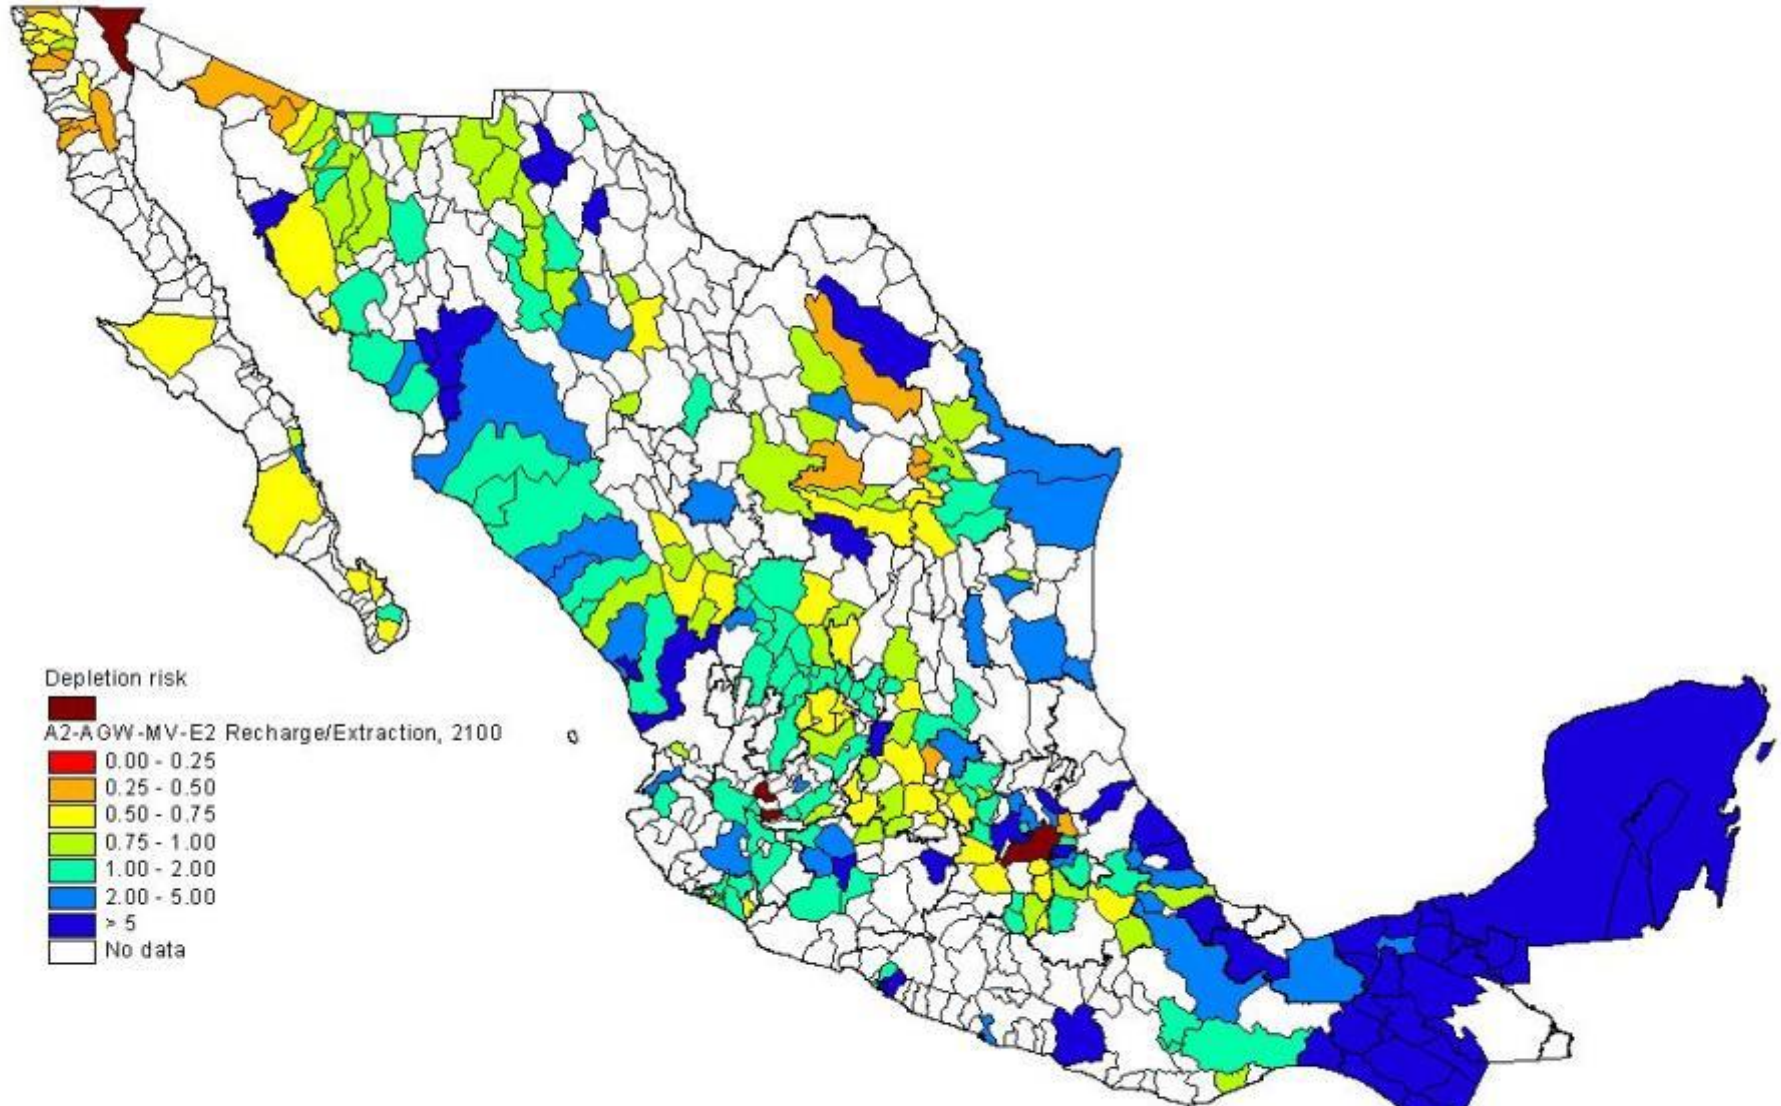 Depletion risk
A2-AGW-MV-E2 Recharge/Extraction, 2100
0.00 - 0.25
0.25 - 0.50
0.50 - 0.75
0.75 - 1.00
1.00 - 2.00
2.00 - 5.00
> 5
No data